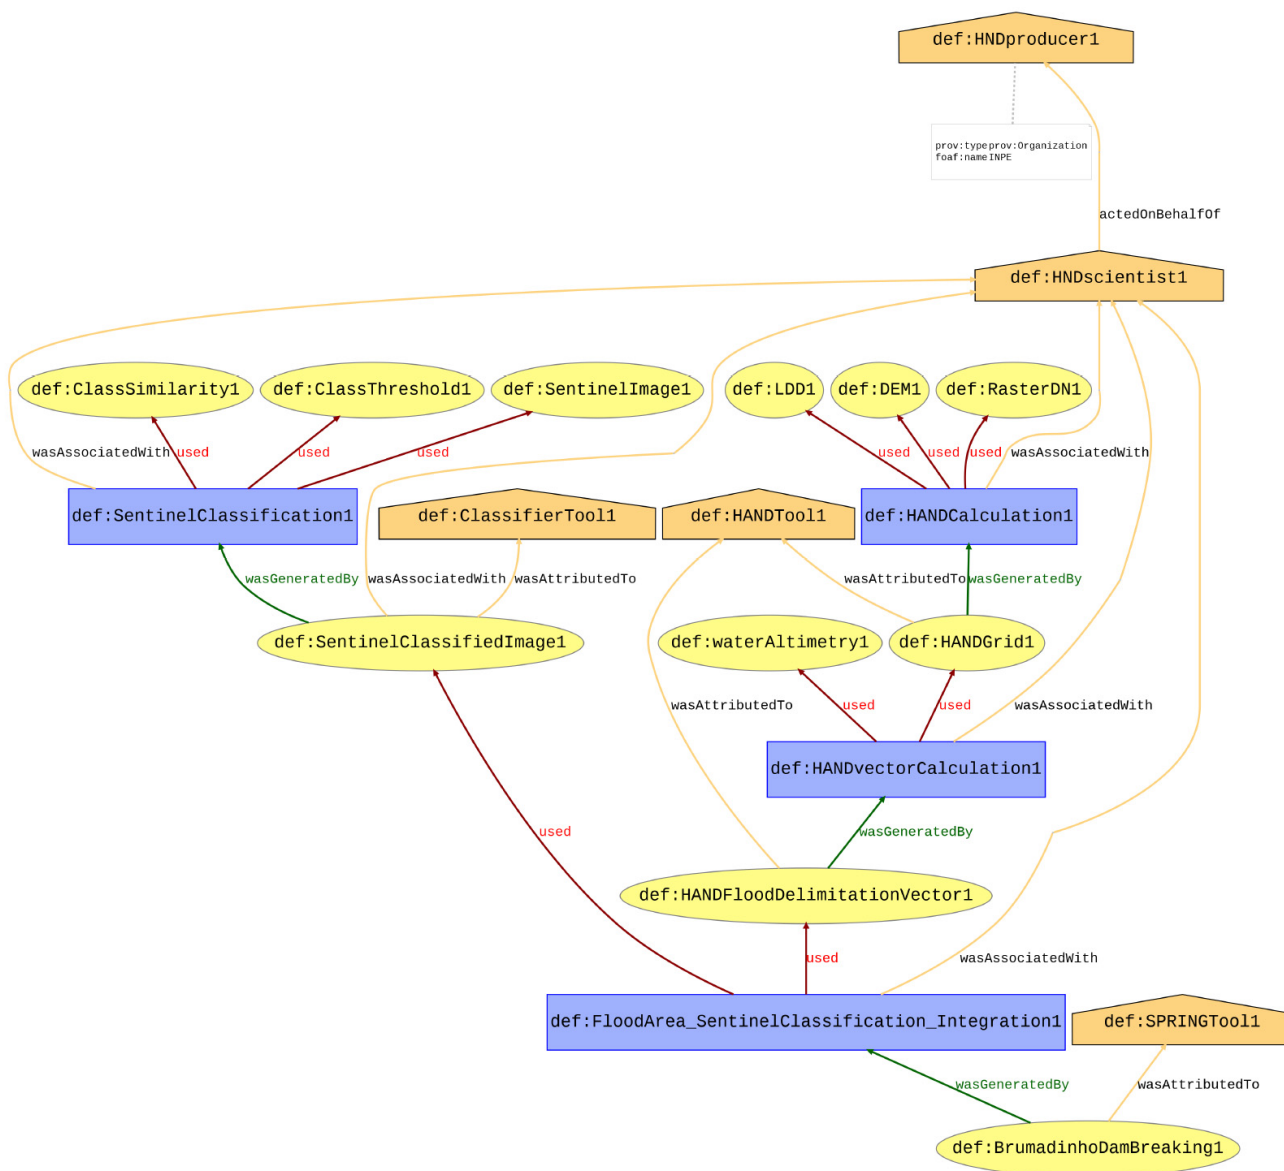 def:HNDproducer1
prov:type prov:Organization
foaf:name INPE
actedOnBehalfOf
def:HNDscientist1
def:ClassSimilarity1 def:ClassThreshold1 def:SentinelImage1 def:LDD1 def:DEM1 def:RasterDN1
wasAssociatedWith used used used used used used wasAssociatedWith
def:SentinelClassification1 def:ClassifierTool1 def:HANDTool1 def:HANDCalculation1
wasGeneratedBy wasAssociatedWith wasAttributedTo wasAttributedTo wasGeneratedBy
def:SentinelClassifiedImage1 def:waterAltimetry1 def:HANDGrid1
wasAttributedTo used used wasAssociatedWith
def:HANDvectorCalculation1
used wasGeneratedBy
def:HANDFloodDelimitationVector1
used wasAssociatedWith
def:FloodArea_SentinelClassification_Integration1 def:SPRINGTool1
wasGeneratedBy wasAttributedTo
def:BrumadinhoDamBreaking1